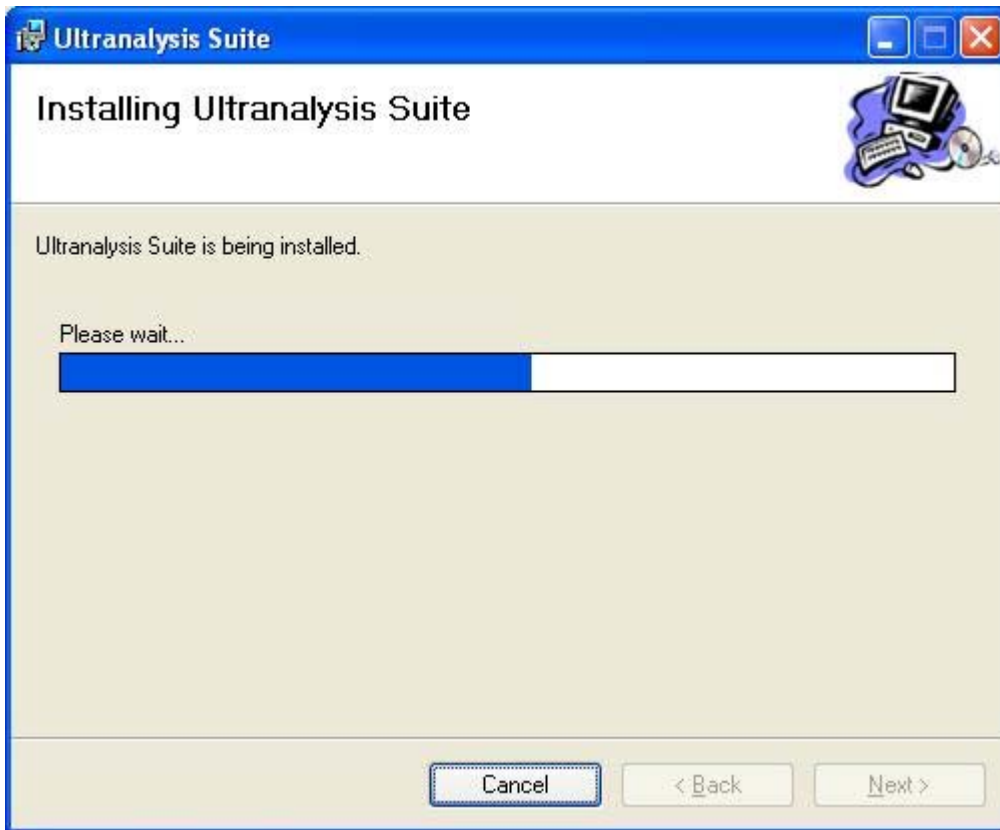 Ultranalysis Suite
Installing Ultranalysis Suite
Ultranalysis Suite is being installed.
Please wait...
Cancel
< Back
Next >